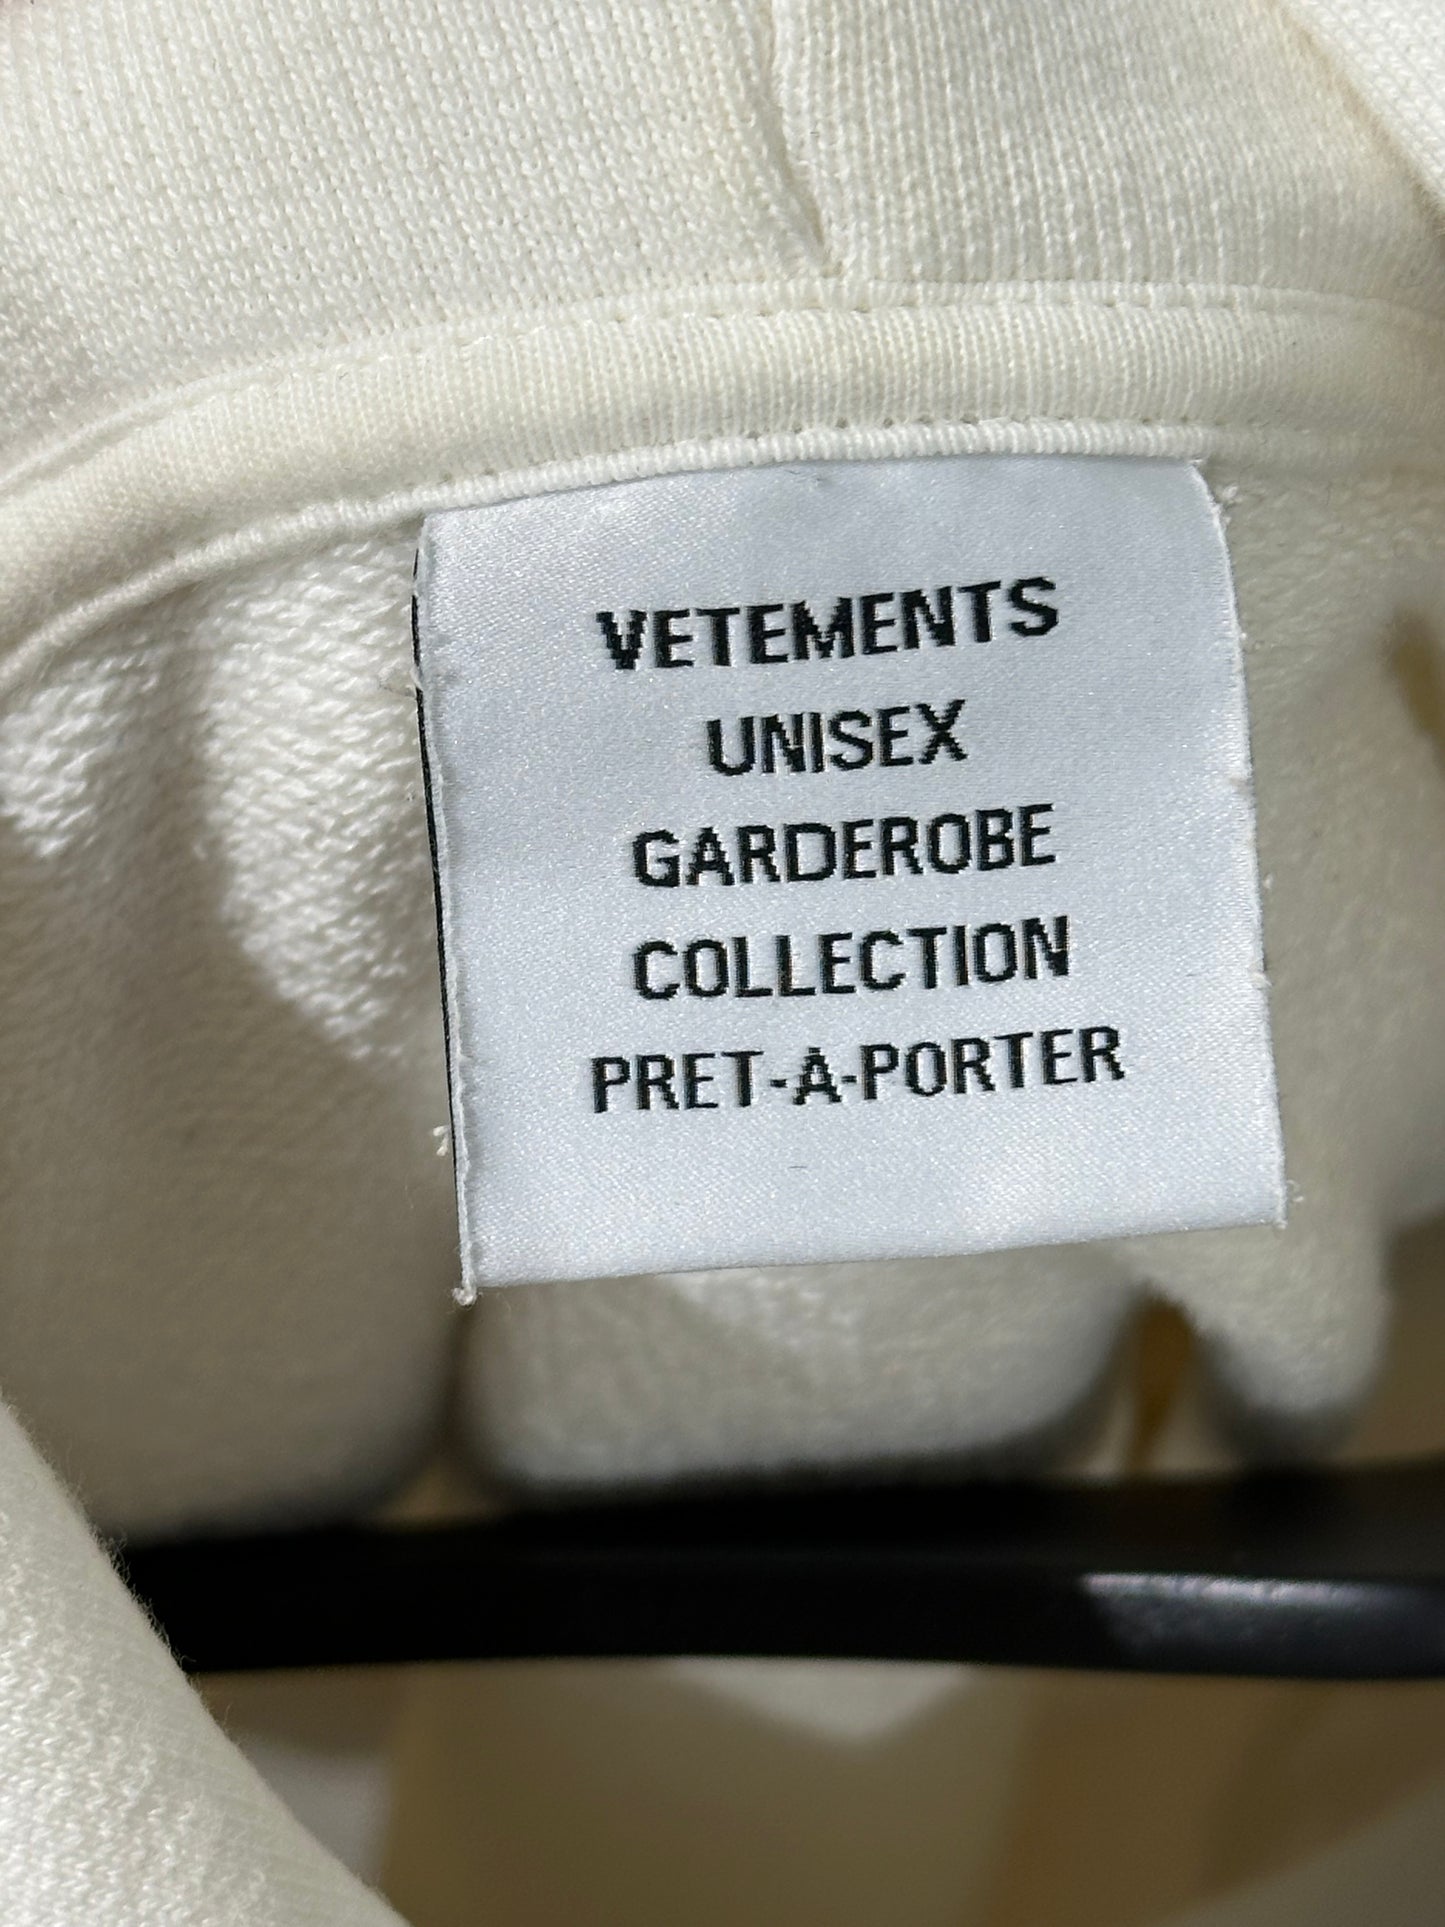 VETEMENTS
UNISEX
GARDEROBE
COLLECTION
PRET-À-PORTER